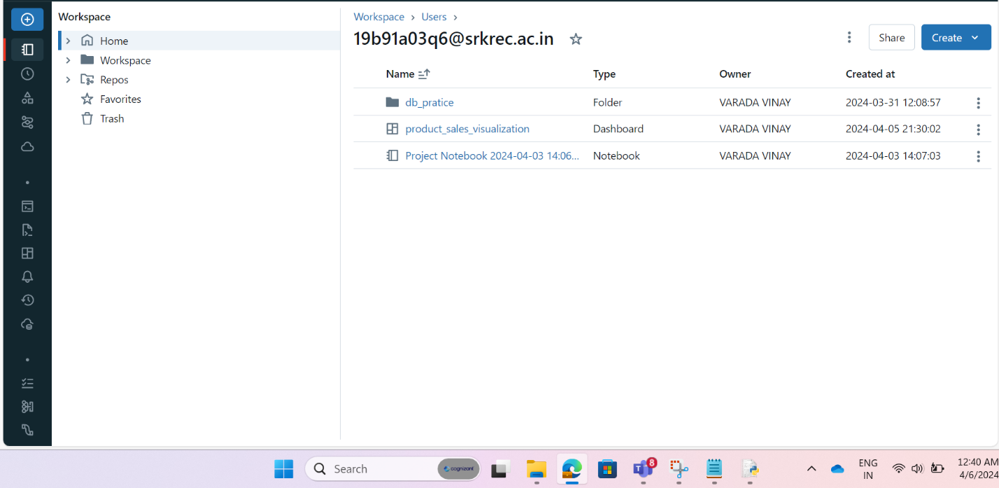 Workspace
Home
Workspace
Repos
Favorites
Trash
Workspace › Users ›
19b91a03q6@srkrec.ac.in
Share
Create
Name Type Owner Created at
db_pratice Folder VARADA VINAY 2024-03-31 12:08:57
product_sales_visualization Dashboard VARADA VINAY 2024-04-05 21:30:02
Project Notebook 2024-04-03 14:06... Notebook VARADA VINAY 2024-04-03 14:07:03
Search
cognizant
T
8
ENG
IN
12:40 AM
4/6/2024